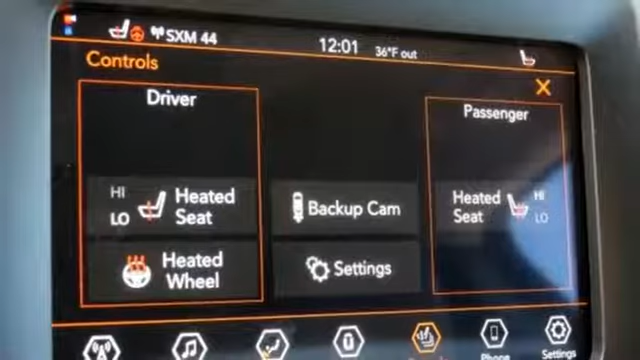 SXM 44
12:01
36°F out
Controls
Driver
Passenger
HI
LO
Heated
Seat
Backup Cam
Heated
Seat
HI
LO
Heated
Wheel
Settings
Phone
Settings